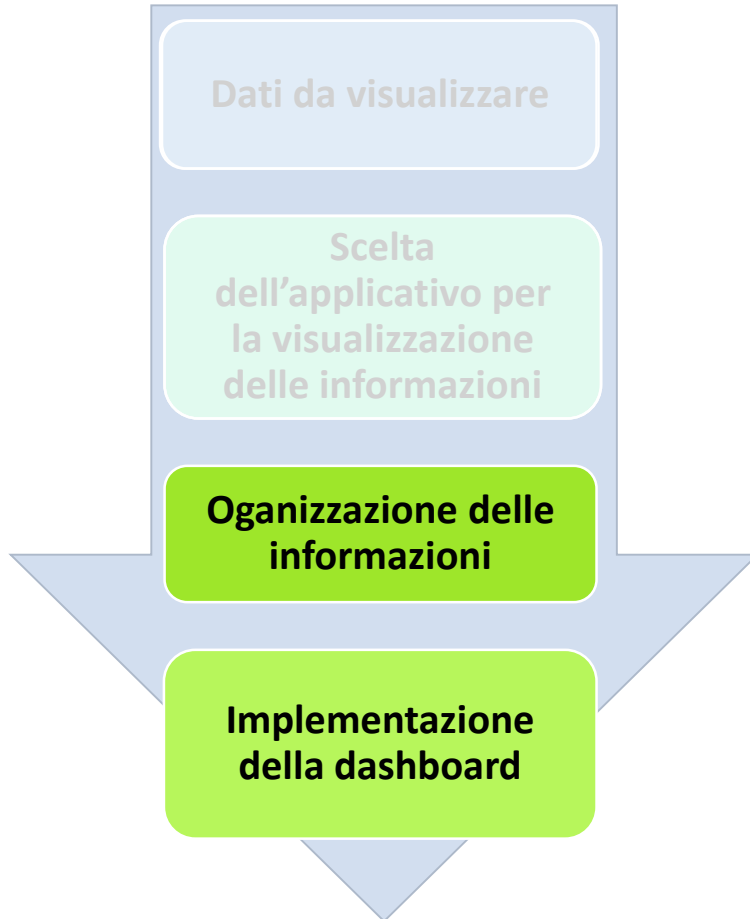 Dati da visualizzare
Scelta
dell’applicativo per
la visualizzazione
delle informazioni
Oganizzazione delle
informazioni
Implementazione
della dashboard